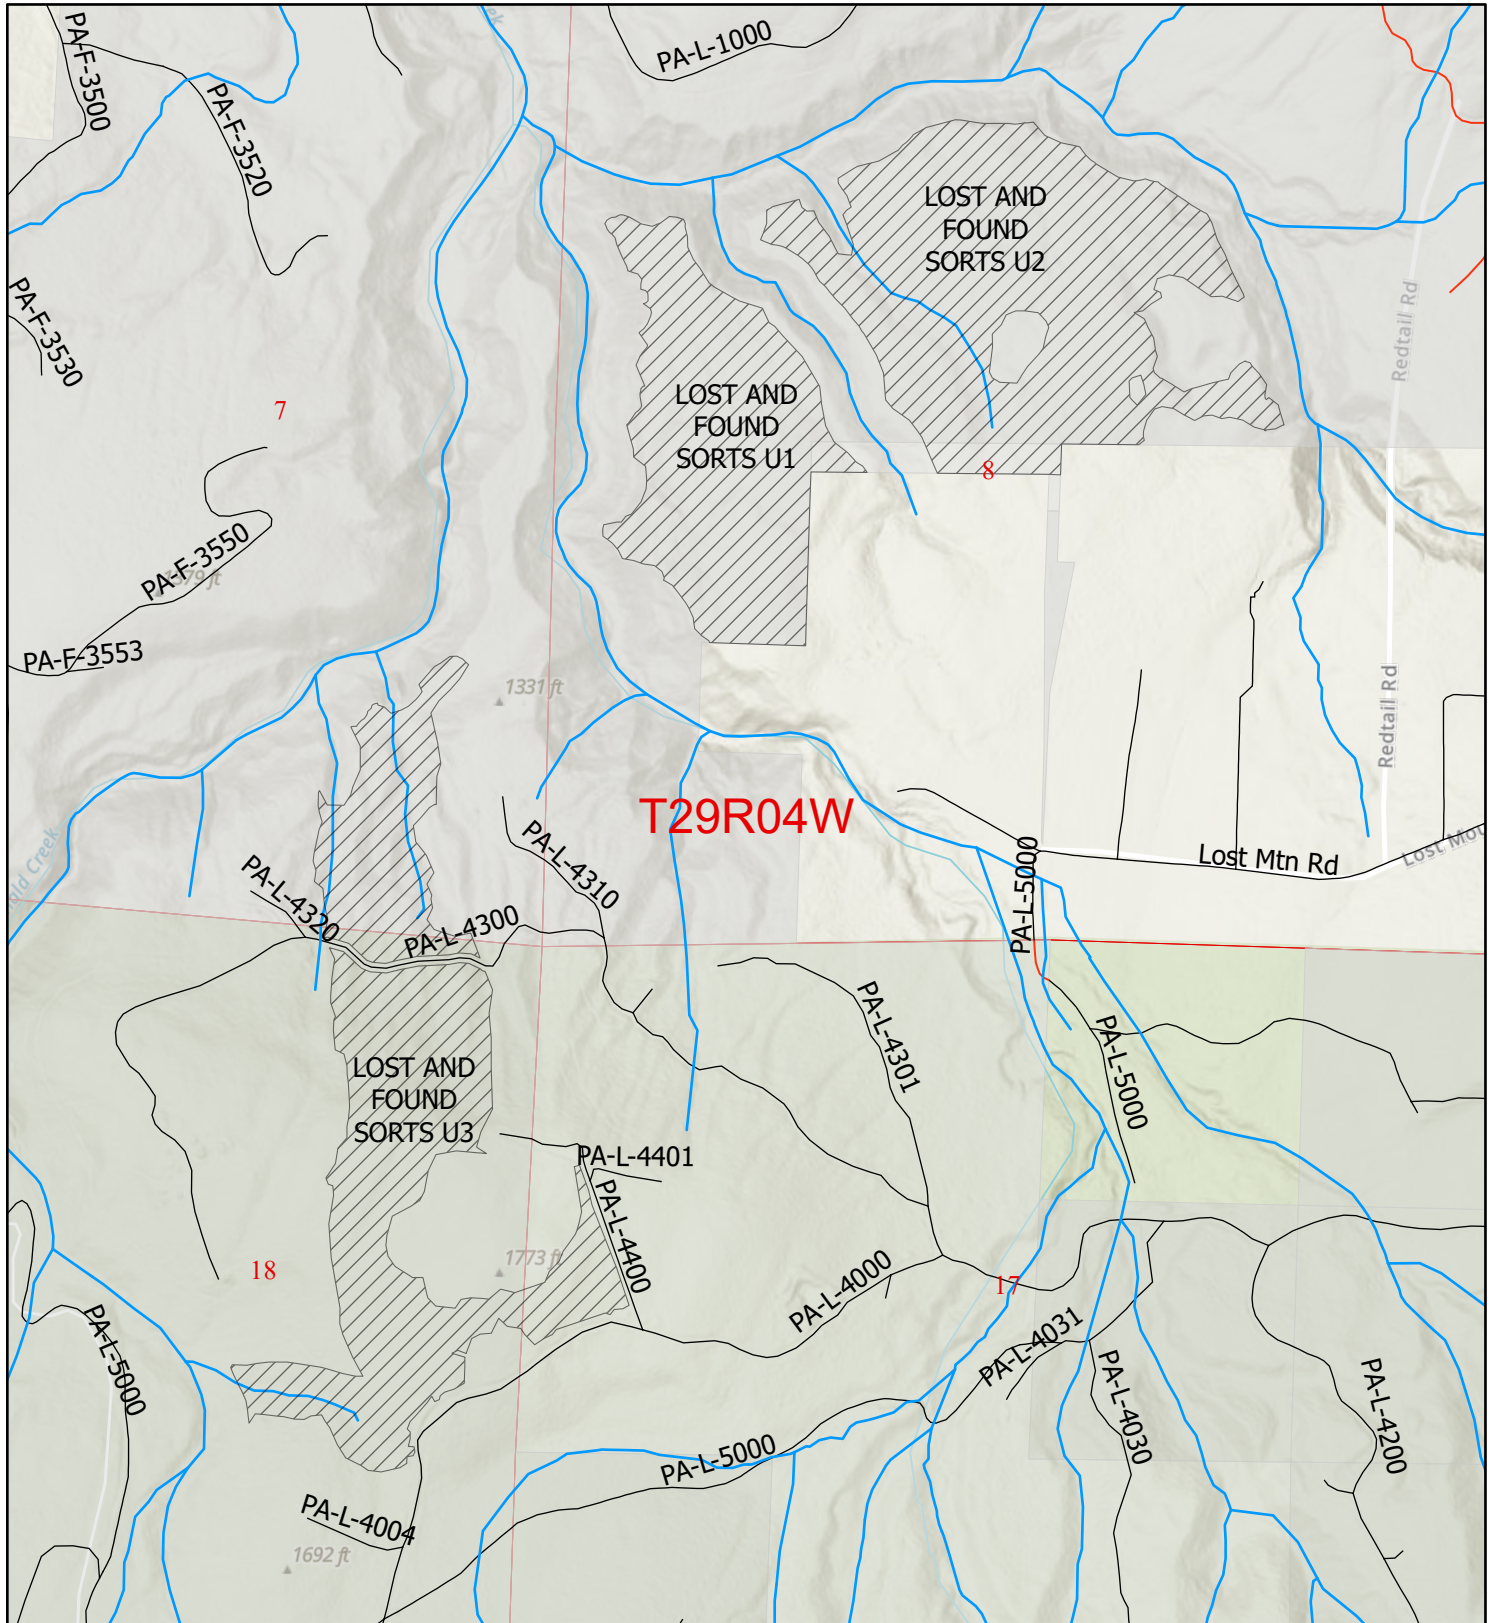 PA-F-3500
PA-L-1000
PA-F-3520
LOST AND
FOUND
SORTS U2
PA-F-3530
Redtail Rd
LOST AND
FOUND
SORTS U1
7
8
PA-F-3550
PA-F-3553
1331 ft
Redtail Rd
T29R04W
PA-L-4310
PA-L-5000
Lost Mtn Rd
Creek
PA-L-4320
PA-L-4300
PA-L-4301
PA-L-5000
LOST AND
FOUND
SORTS U3
PA-L-4401
PA-L-4400
1773 ft
18
PA-L-4000
17
PA-L-5000
PA-L-4031
PA-L-4030
PA-L-4200
PA-L-5000
PA-L-4004
1692 ft